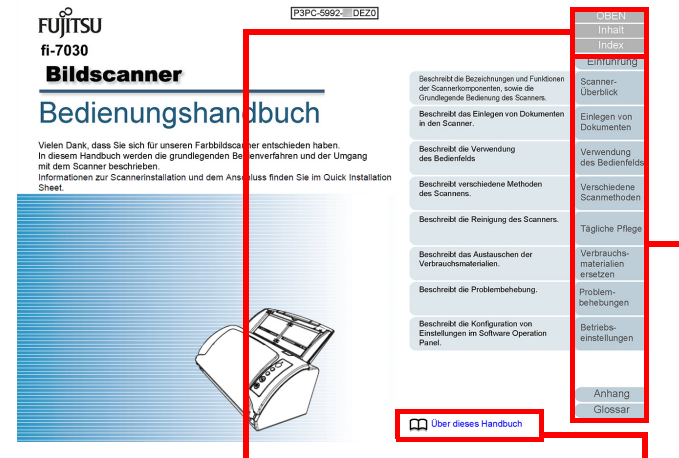 P3PC-5992- DEZ0
FUJITSU
fi-7030
Bildscanner
Bedienungshandbuch
Vielen Dank, dass Sie sich für unseren Farbbildscanner entschieden haben.
In diesem Handbuch werden die grundlegenden Bedienverfahren und der Umgang
mit dem Scanner beschrieben.
Informationen zur Scannerinstallation und dem Anschluss finden Sie im Quick Installation
Sheet.
OBEN
Inhalt
Index
Einführung
Beschreibt die Bezeichnungen und Funktionen
der Scannerkomponenten, sowie die
Grundlegende Bedienung des Scanners.
Scanner-
Überblick
Beschreibt das Einlegen von Dokumenten
in den Scanner.
Einlegen von
Dokumenten
Beschreibt die Verwendung
des Bedienfelds
Verwendung
des Bedienfelds
Beschreibt verschiedene Methoden
des Scannens.
Verschiedene
Scanmethoden
Beschreibt die Reinigung des Scanners.
Tägliche Pflege
Beschreibt das Austauschen der
Verbrauchsmaterialien.
Verbrauchs-
materialien
ersetzen
Beschreibt die Problembehebung.
Problem-
behebungen
Beschreibt die Konfiguration von
Einstellungen im Software Operation
Panel.
Betriebs-
einstellungen
Anhang
Glossar
Über dieses Handbuch